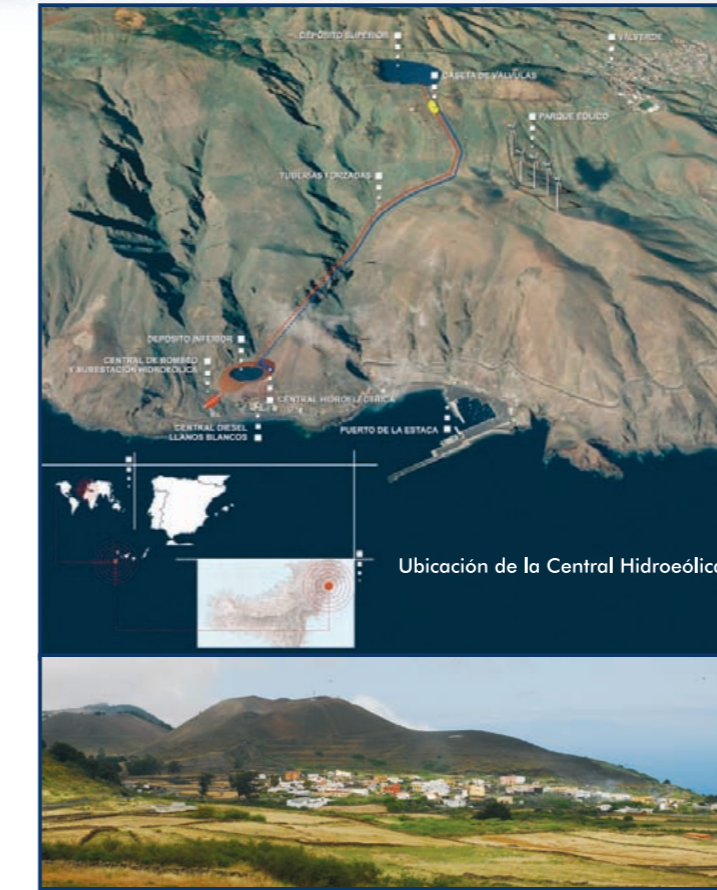 DEPÓSITO SUPERIOR
VALVERDE
CASETA DE VÁLVULAS
PARQUE EÓLICO
TUBERÍAS FORZADAS
DEPÓSITO INFERIOR
CENTRAL DE BOMBEO
Y SUBESTACIÓN HIDROEÓLICA
CENTRAL HIDROELÉCTRICA
CENTRAL DIESEL
LLANOS BLANCOS
PUERTO DE LA ESTACA
Ubicación de la Central Hidroeólica